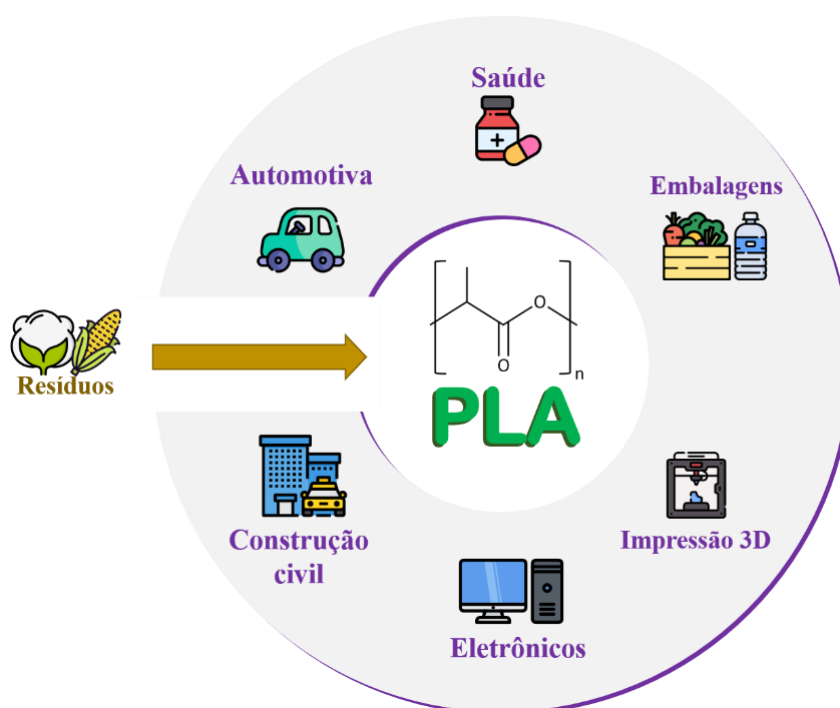 Saúde
Automotiva
Embalagens
O
O
n
Resíduos
PLA
Construção
civil
Impressão 3D
Eletrônicos